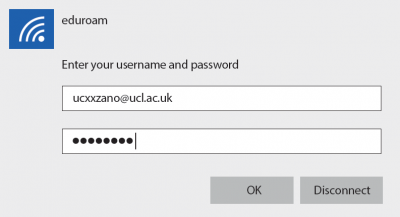 eduroam
Enter your username and password
ucxxzano@ucl.ac.uk
●●●●●●●●
OK Disconnect